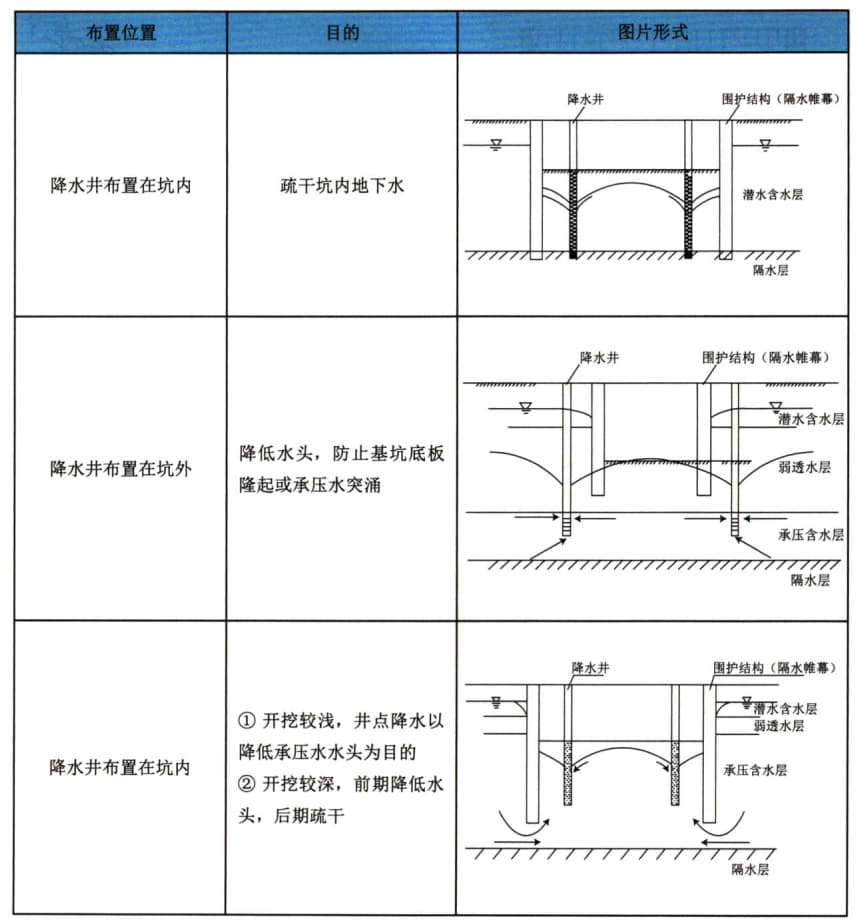 布置位置
目的
图片形式
降水井布置在坑内
疏干坑内地下水
降水井
围护结构（隔水帷幕）
潜水含水层
隔水层
降水井布置在坑外
降低水头，防止基坑底板
隆起或承压水突涌
降水井
围护结构（隔水帷幕）
潜水含水层
弱透水层
承压含水层
隔水层
降水井布置在坑内
① 开挖较浅，井点降水以
降低承压水水头为目的
② 开挖较深，前期降低水
头，后期疏干
降水井
围护结构（隔水帷幕）
潜水含水层
弱透水层
承压含水层
隔水层